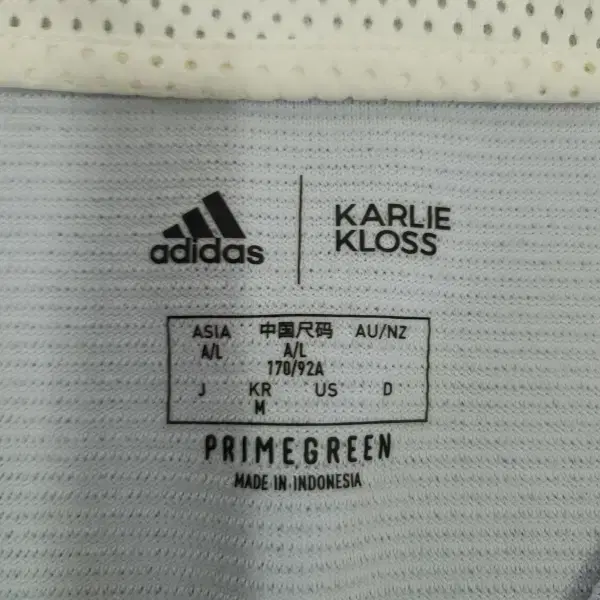 adidas
KARLIE
KLOSS
ASIA 中国尺码 AU/NZ
A/L A/L
170/92A
J KR US D
M
PRIMEGREEN
MADE IN INDONESIA